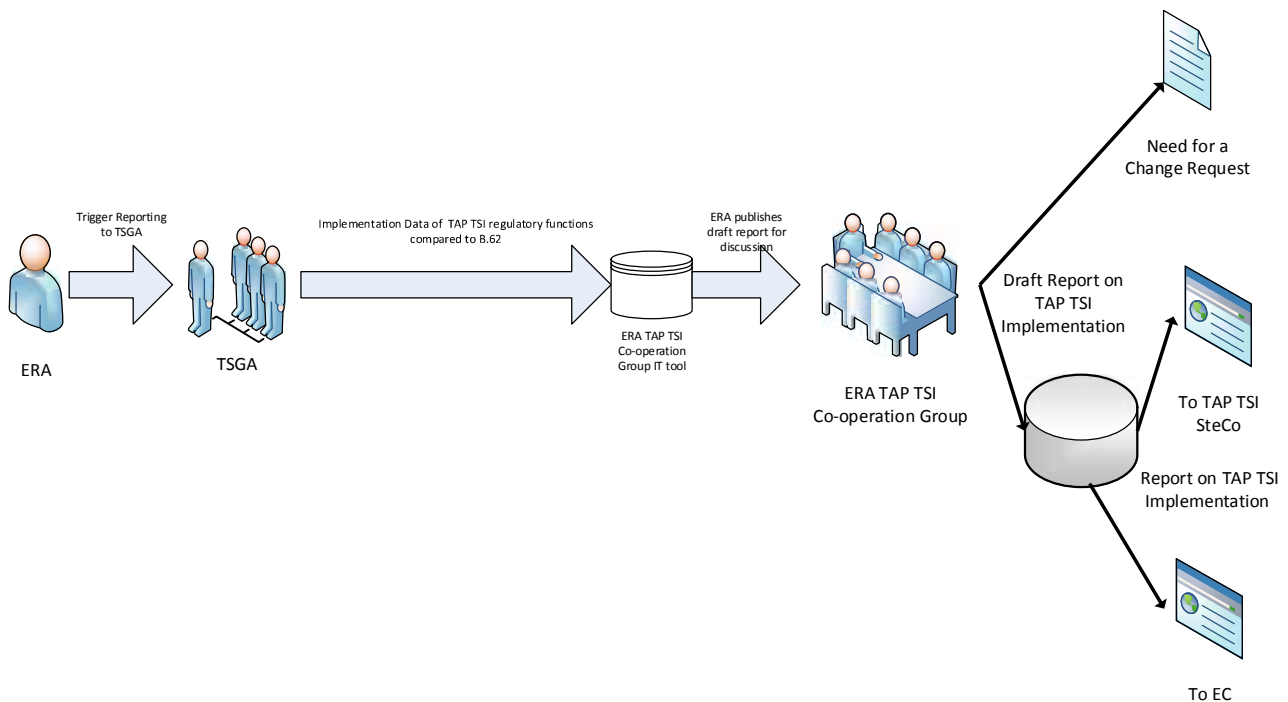 Need for a
Change Request
Trigger Reporting
to TSGA
Implementation Data of TAP TSI regulatory functions
compared to B.62
ERA publishes
draft report for
discussion
ERA
TSGA
ERA TAP TSI
Co-operation
Group IT tool
ERA TAP TSI
Co-operation Group
Draft Report on
TAP TSI
Implementation
To TAP TSI
SteCo
Report on TAP TSI
Implementation
To EC